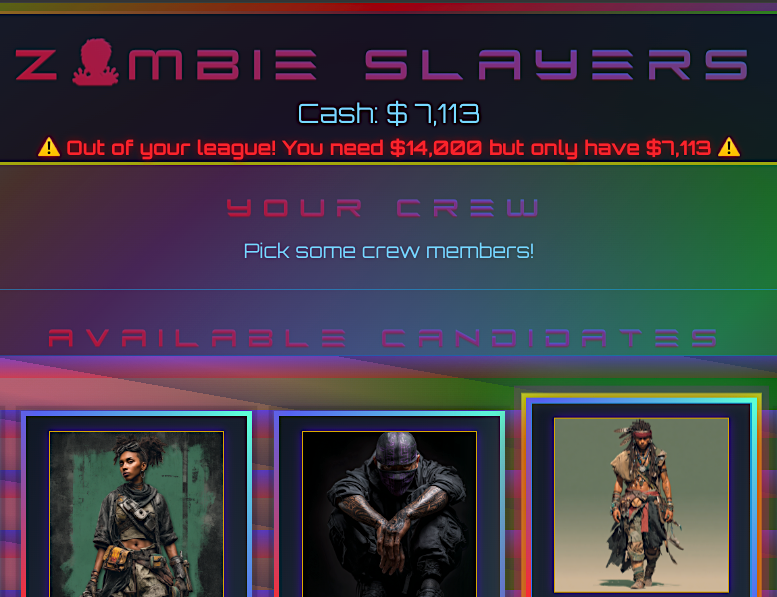 ZOMBIE SLAYERS
Cash: $ 7,113
⚠️ Out of your league! You need $14,000 but only have $7,113 ⚠️
YOUR CREW
Pick some crew members!
AVAILABLE CANDIDATES